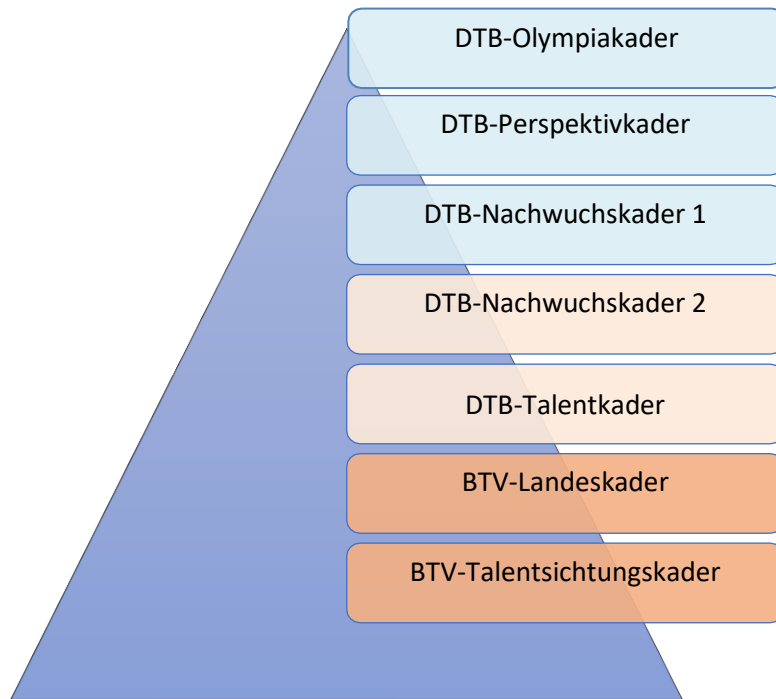 DTB-Olympiakader
DTB-Perspektivkader
DTB-Nachwuchskader 1
DTB-Nachwuchskader 2
DTB-Talentkader
BTV-Landeskader
BTV-Talentsichtungskader